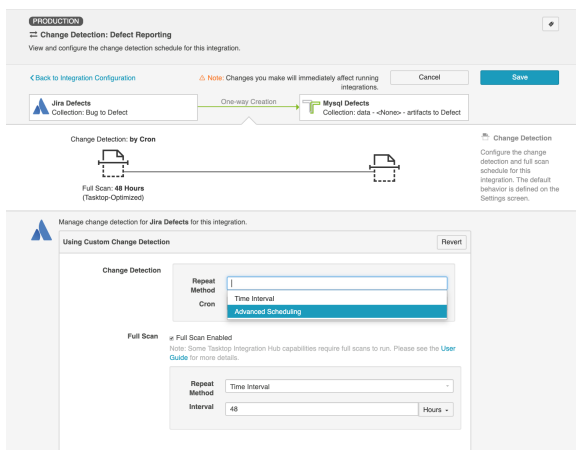 PRODUCTION
Change Detection: Defect Reporting
View and configure the change detection schedule for this integration.
Back to Integration Configuration
Note: Changes you make will immediately affect running
integrations.
Cancel
Save
Jira Defects
Collection: Bug to Defect
One-way Creation
Mysql Defects
Collection: data - <None> - artifacts to Defect
Change Detection: by Cron
Full Scan: 48 Hours
(Tasktop-Optimized)
Change Detection
Configure the change
detection and full scan
schedule for this
integration. The default
behavior is defined on the
Settings screen.
Manage change detection for Jira Defects for this integration.
Using Custom Change Detection
Revert
Change Detection
Repeat
Method
Time Interval
Cron
Advanced Scheduling
Full Scan
Full Scan Enabled
Note: Some Tasktop Integration Hub capabilities require full scans to run. Please see the User
Guide for more details.
Repeat
Method
Time Interval
Interval
48
Hours